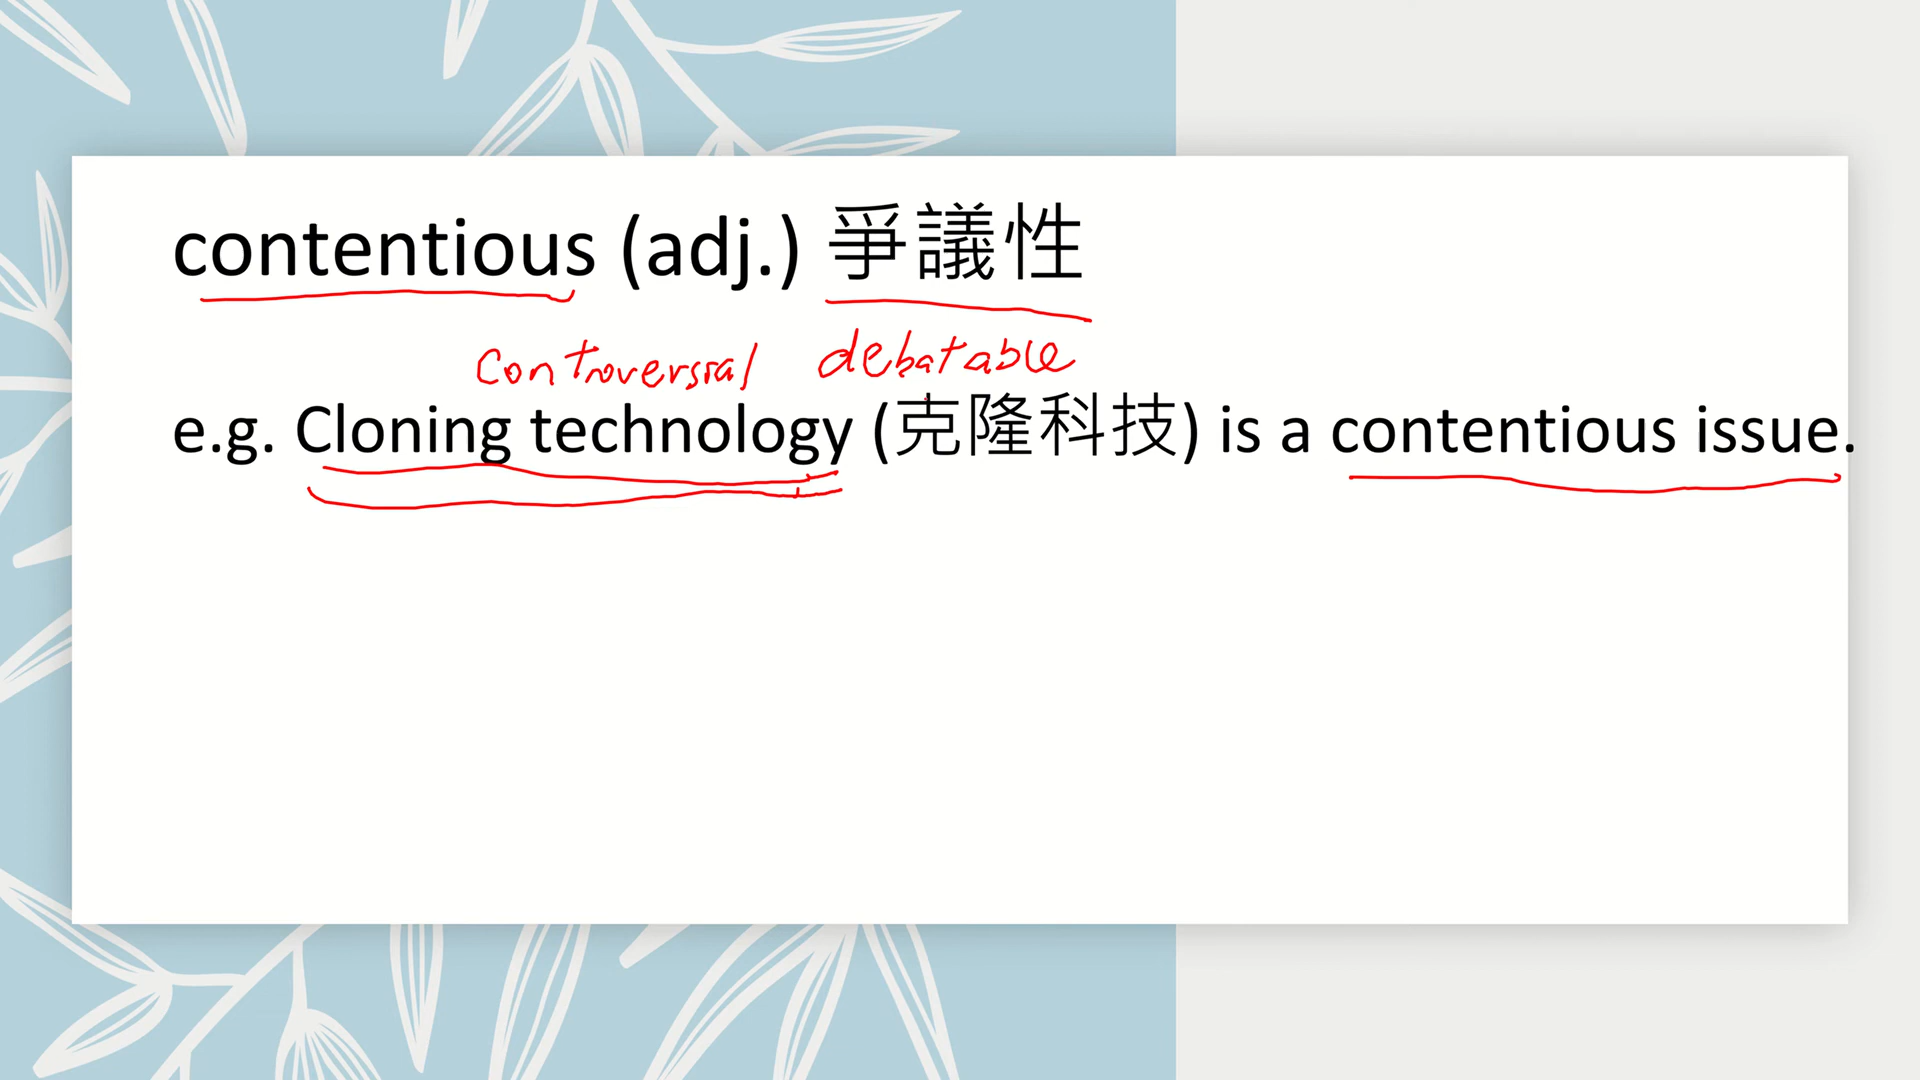 contentious (adj.) 爭議性
controversial debatable
e.g. Cloning technology (克隆科技) is a contentious issue.